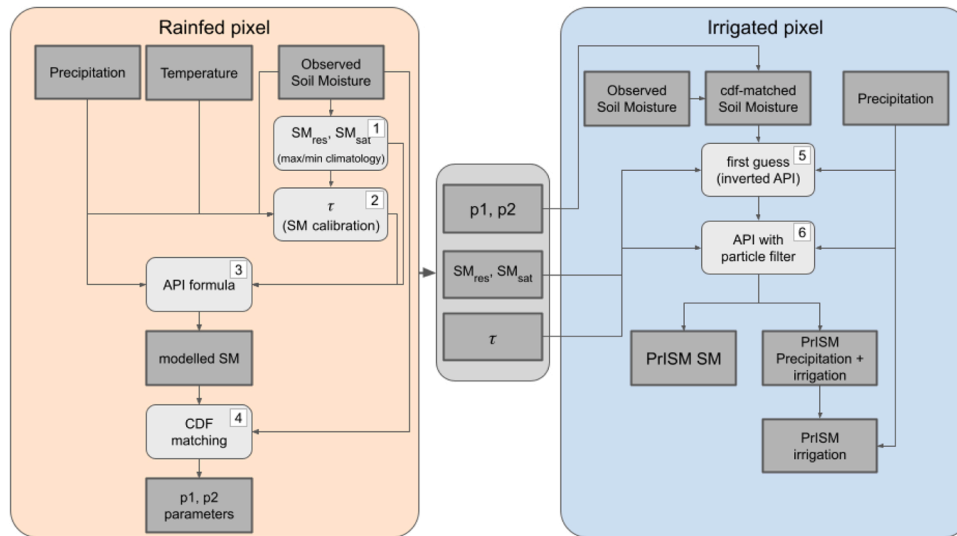 Rainfed pixel
Precipitation
Temperature
Observed
Soil Moisture
SMres, SMsat
(max/min climatology)
1
τ
(SM calibration)
2
API formula
3
modelled SM
CDF
matching
4
p1, p2
parameters
p1, p2
SMres, SMsat
τ
Irrigated pixel
Observed
Soil Moisture
cdf-matched
Soil Moisture
Precipitation
first guess
(inverted API)
5
API with
particle filter
6
PrISM SM
PrISM
Precipitation +
irrigation
PrISM
irrigation